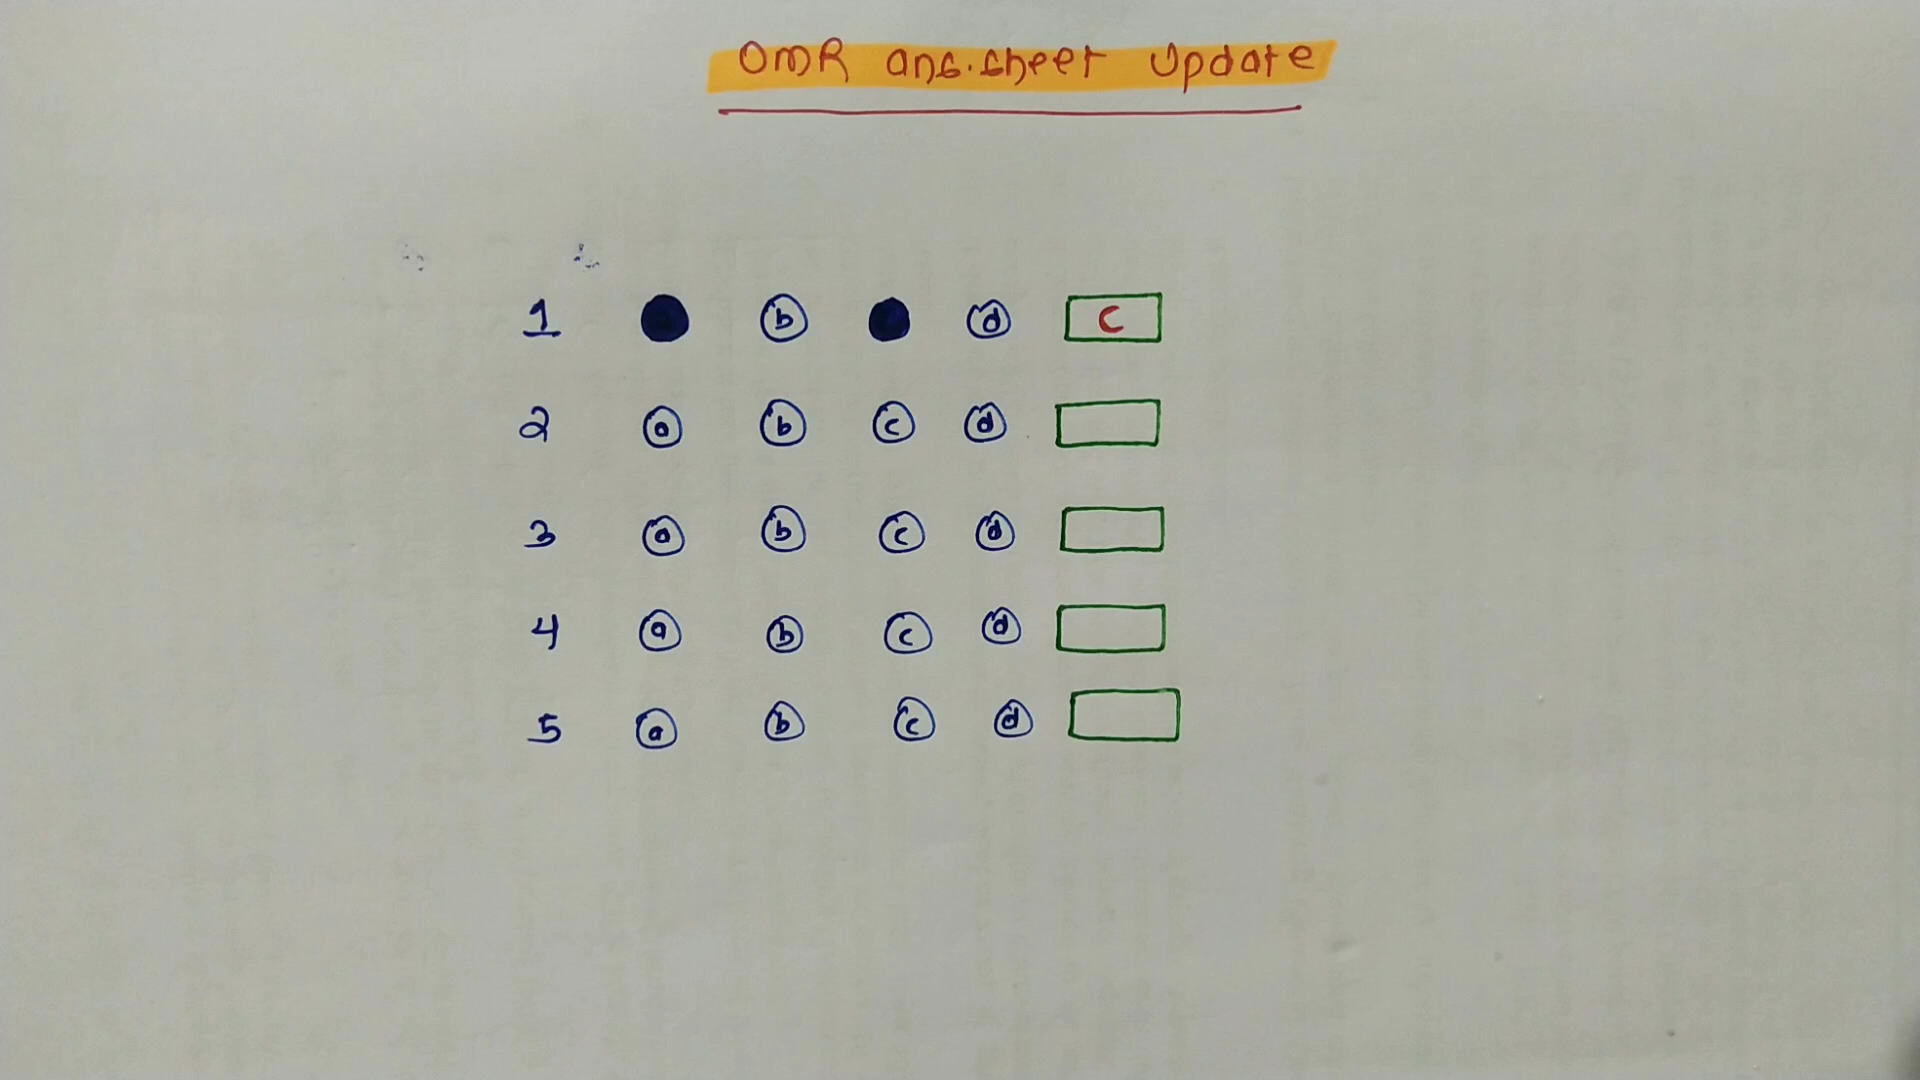 OMR ans.sheet Update
1 b d C
2 a b c d
3 a b c d
4 a b c d
5 a b c d